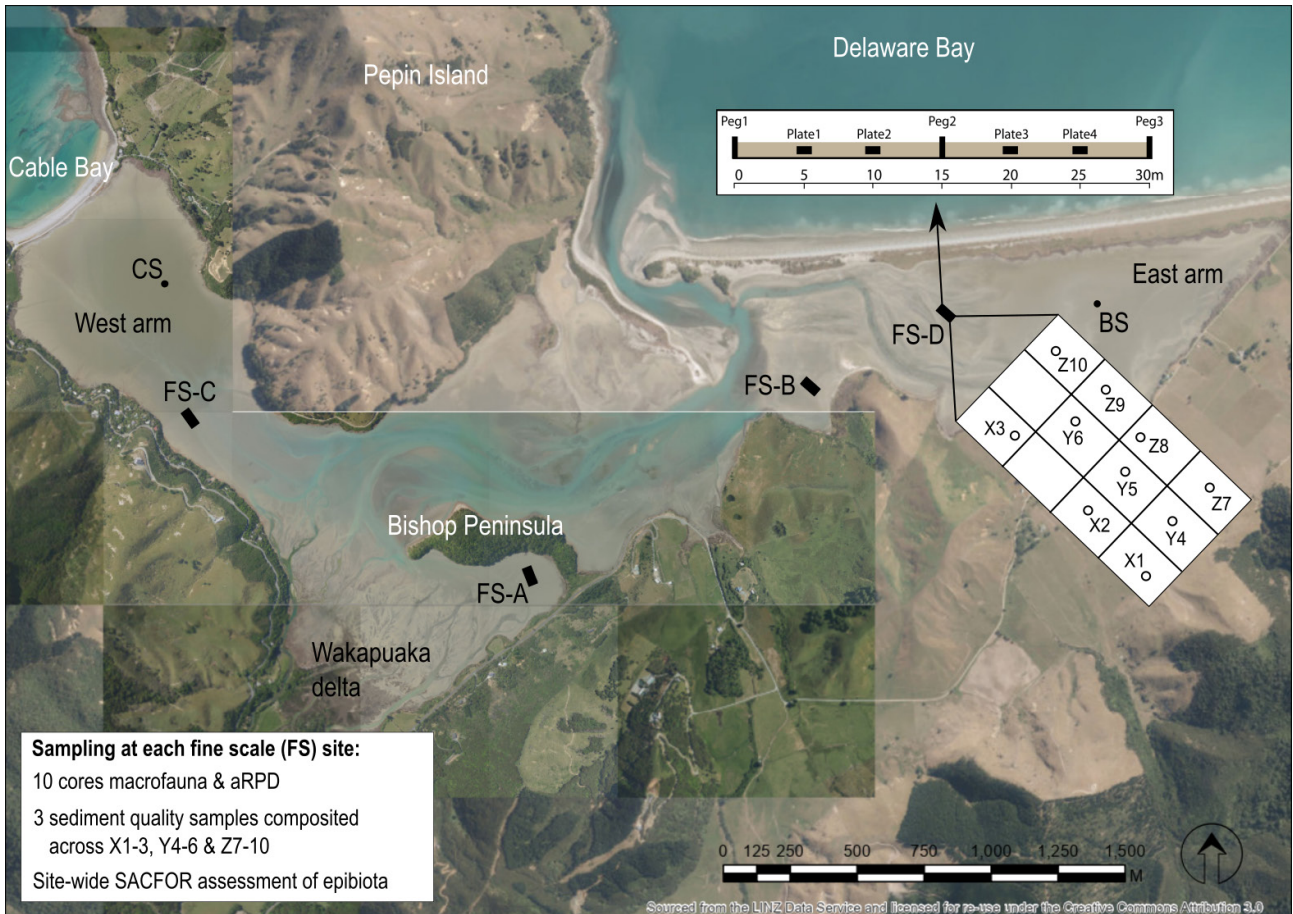 Delaware Bay
Pepin Island
Peg1 Peg2 Peg3
Plate1 Plate2 Plate3 Plate4
0 5 10 15 20 25 30m
Cable Bay
CS
West arm
East arm
BS
FS-D
FS-B
FS-C
Z10
Z9
X3 Y6 Z8
Y5 Z7
X2 Y4
X1
Bishop Peninsula
FS-A
Wakapuaka
delta
Sampling at each fine scale (FS) site:
10 cores macrofauna & aRPD
3 sediment quality samples composited
across X1-3, Y4-6 & Z7-10
Site-wide SACFOR assessment of epibiota
0 125 250 500 750 1,000 1,250 1,500
M
Sourced from the LINZ Data Service and licensed for re-use under the Creative Commons Attribution 3.0